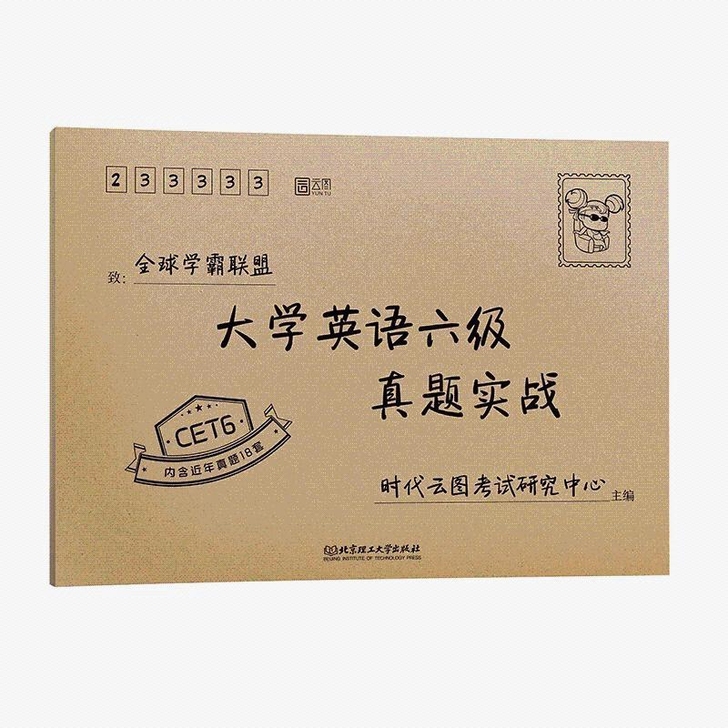 233333
云图
YUN TU
致：全球学霸联盟
大学英语六级
真题实战
CET6
内含近年真题18套
时代云图考试研究中心 主编
北京理工大学出版社
BEIJING INSTITUTE OF TECHNOLOGY PRESS